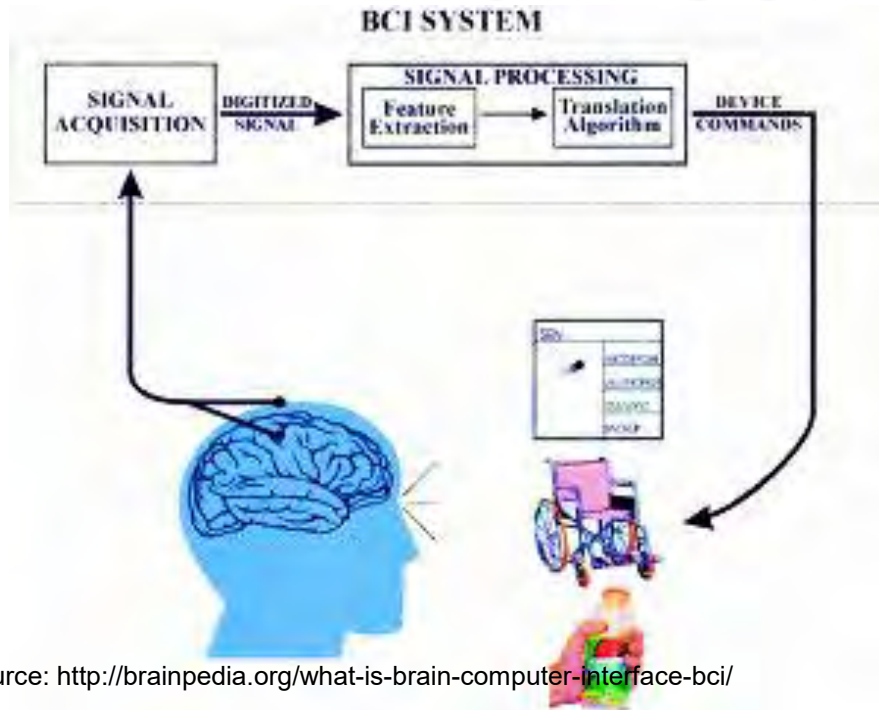 BCI SYSTEM
SIGNAL
ACQUISITION
DIGITIZED
SIGNAL
SIGNAL PROCESSING
Feature
Extraction
Translation
Algorithm
DEVICE
COMMANDS
urce: http://brainpedia.org/what-is-brain-computer-interface-bci/